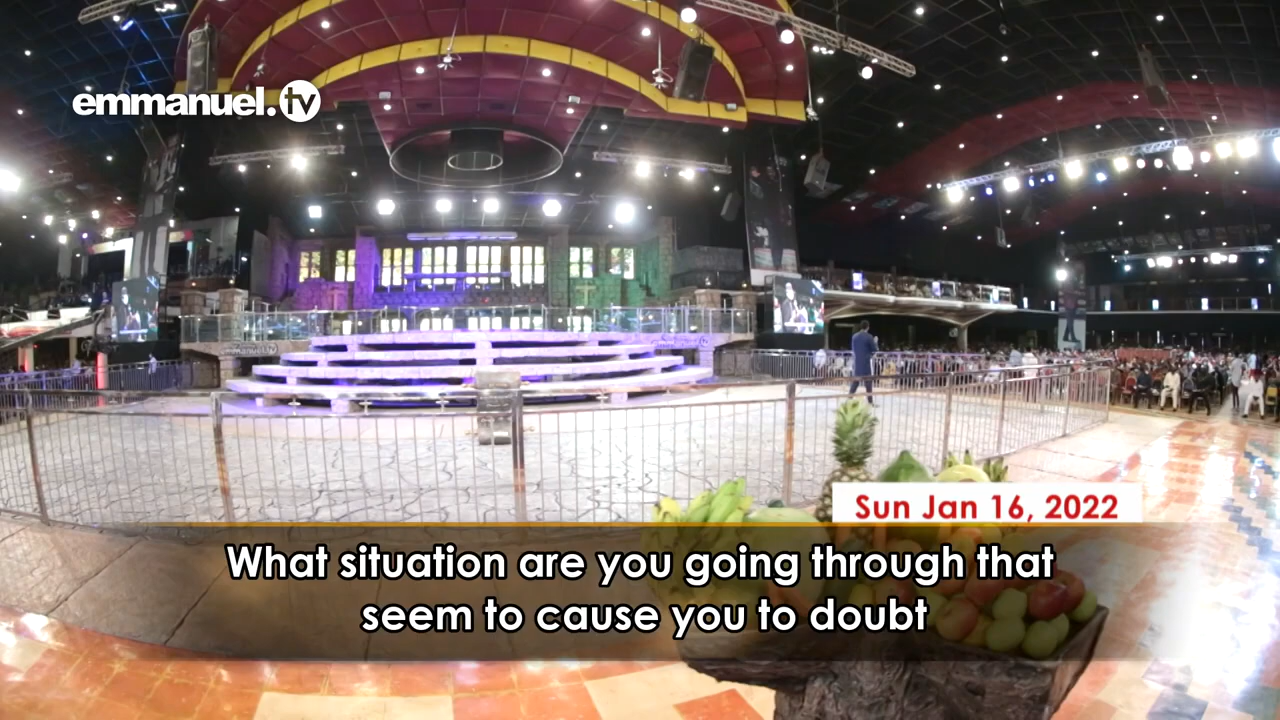 emmanuel.tv
Sun Jan 16, 2022
What situation are you going through that
seem to cause you to doubt